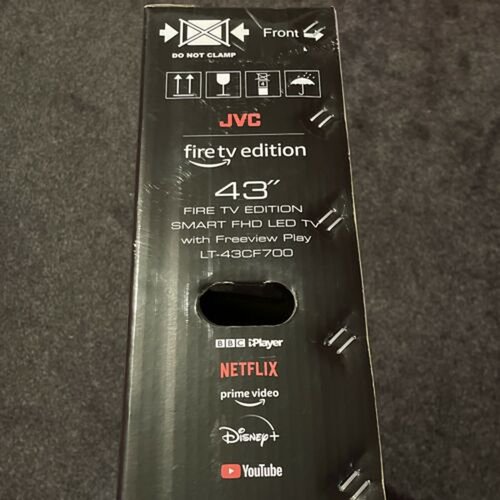 Front
DO NOT CLAMP
JVC
fire tv edition
43"
FIRE TV EDITION
SMART FHD LED TV
with Freeview Play
LT-43CF700
BBC iPlayer
NETFLIX
prime video
Disney+
YouTube